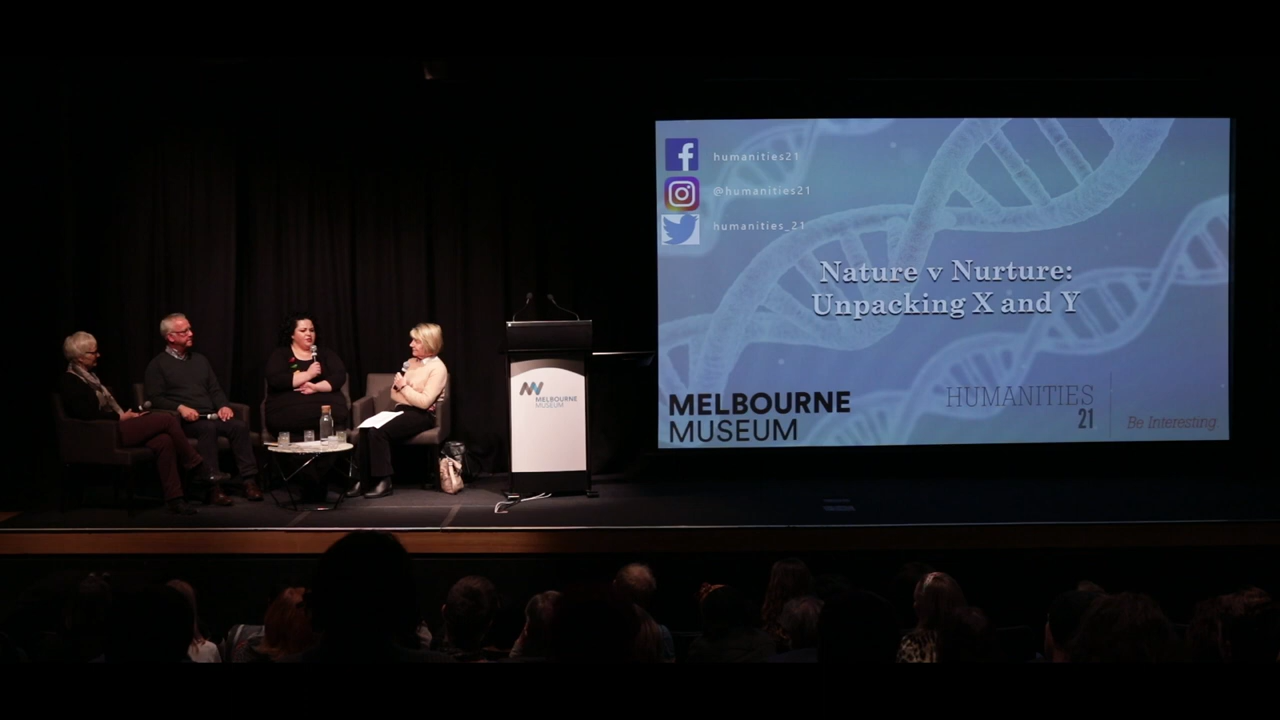 humanities21
@humanities21
humanities_21
Nature v Nurture:
Unpacking X and Y
MELBOURNE
MUSEUM
HUMANITIES
21
Be Interesting.
MELBOURNE
MUSEUM